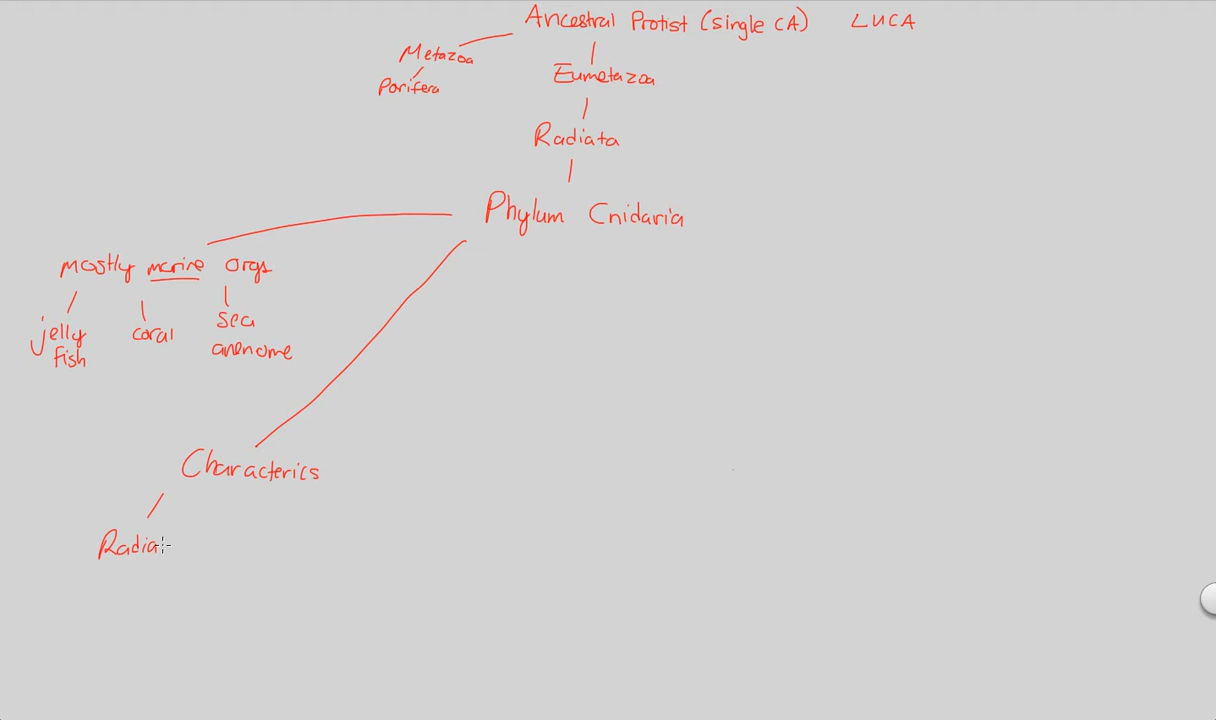 Ancestral Protist (single CA) LUCA
Metazoa
Porifera
Eumetazoa
Radiata
Phylum Cnidaria
Mostly marine orgs
jelly fish
coral
sea anenome
Characterics
Radia